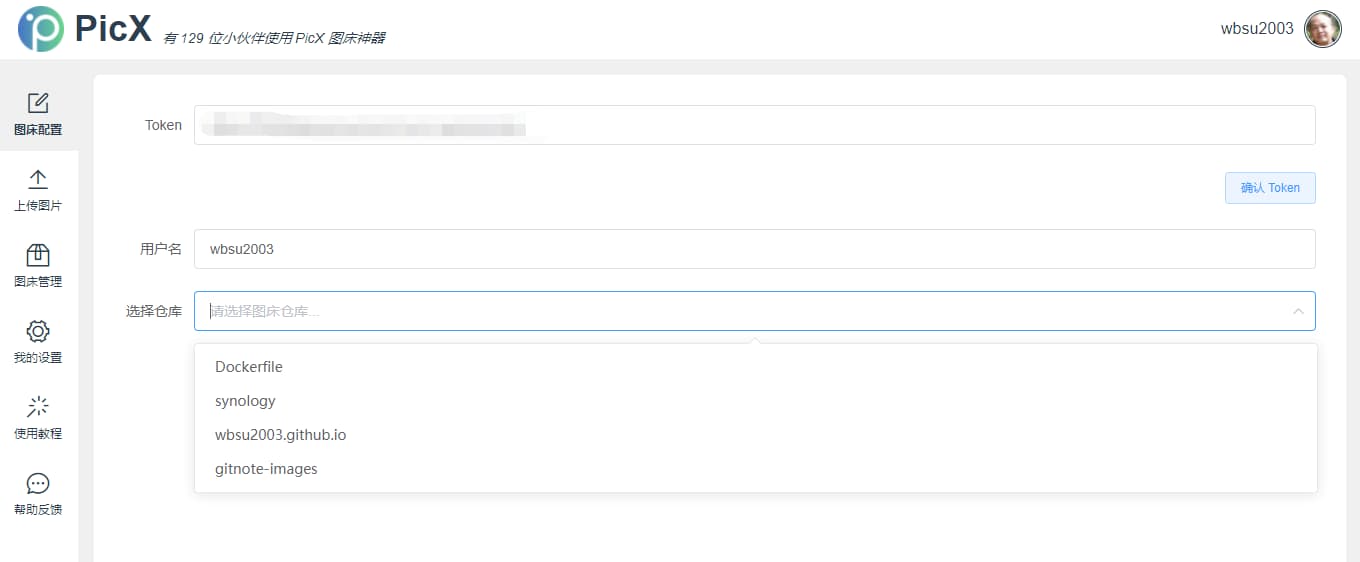 PicX 有 129 位小伙伴使用 PicX 图床神器
wbsu2003
图床配置
上传图片
图床管理
我的设置
使用教程
帮助反馈
Token
确认 Token
用户名 wbsu2003
选择仓库 请选择图床仓库...
Dockerfile
synology
wbsu2003.github.io
gitnote-images